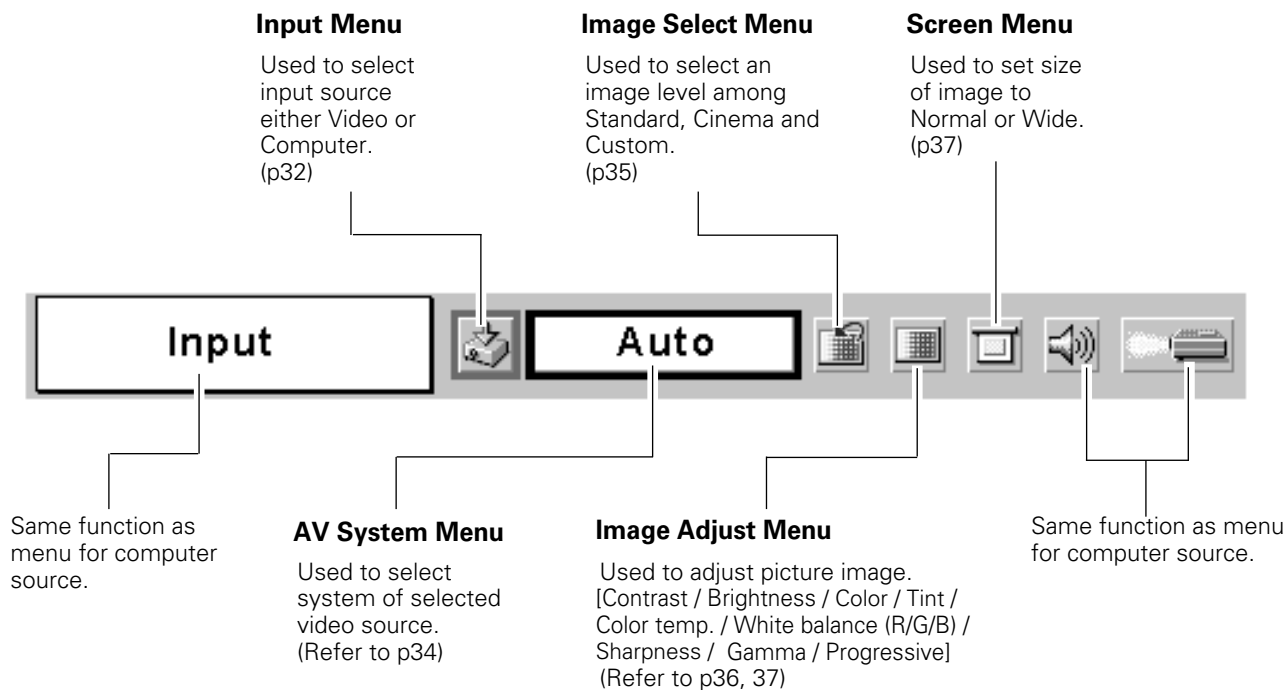 Input Menu
Used to select
input source
either Video or
Computer.
(p32)
Image Select Menu
Used to select an
image level among
Standard, Cinema and
Custom.
(p35)
Screen Menu
Used to set size
of image to
Normal or Wide.
(p37)
Input
Auto
Same function as
menu for computer
source.
AV System Menu
Used to select
system of selected
video source.
(Refer to p34)
Image Adjust Menu
Used to adjust picture image.
[Contrast / Brightness / Color / Tint /
Color temp. / White balance (R/G/B) /
Sharpness / Gamma / Progressive]
(Refer to p36, 37)
Same function as menu
for computer source.